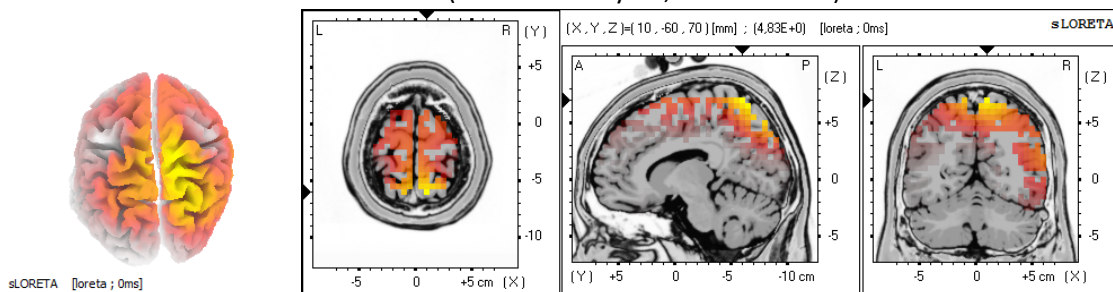 L R (Y)
+5
0
-5
-10
-5 0 +5 cm (X)
(X, Y, Z)=(10, -60, 70) [mm] ; (4,83E+0) [loreta ; 0ms] sLORETA
A P (Z)
+5
0
-5
(Y) +5 0 -5 -10 cm
L R (Z)
+5
0
-5
-5 0 +5 cm (X)
sLORETA [loreta ; 0ms]